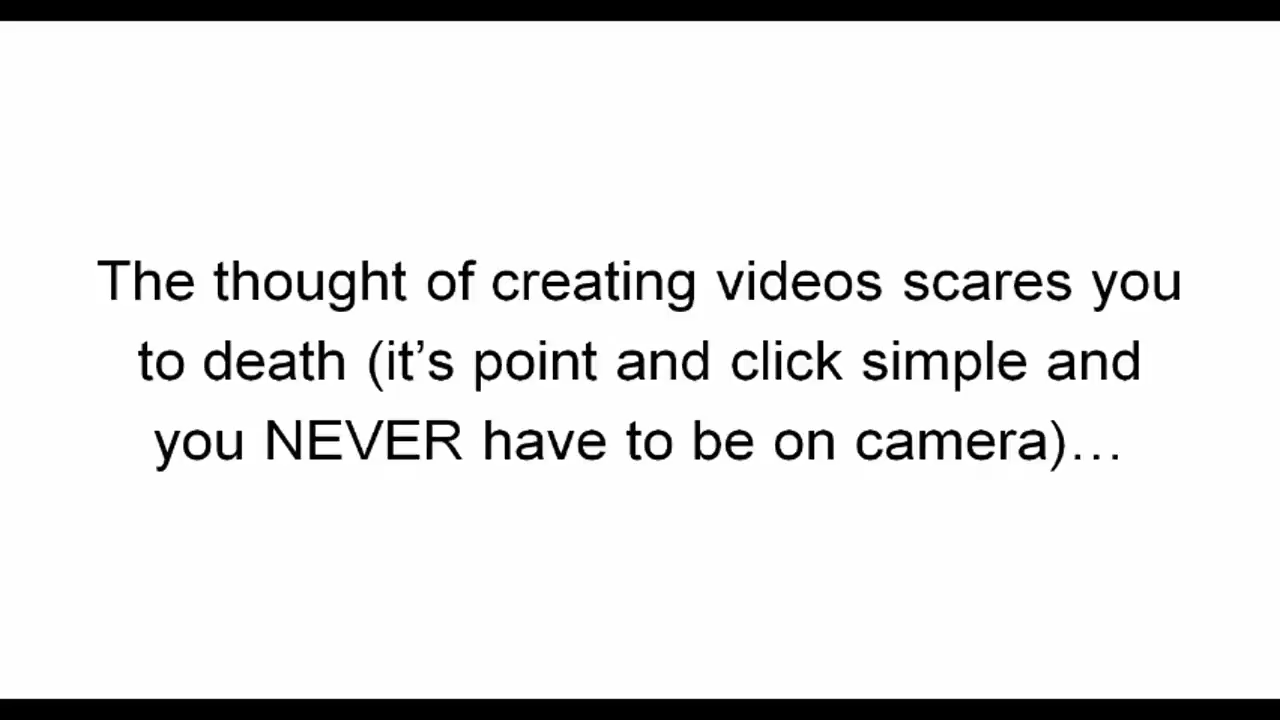 The thought of creating videos scares you
to death (it’s point and click simple and
you NEVER have to be on camera)…